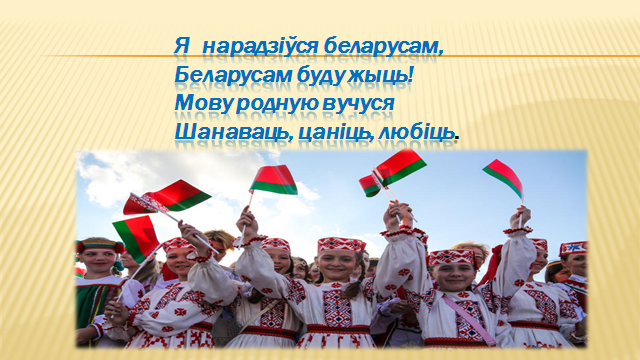 Я нарадзіўся беларусам,
Беларусам буду жыць!
Мову родную вучуся
Шанаваць, цаніць, любіць.